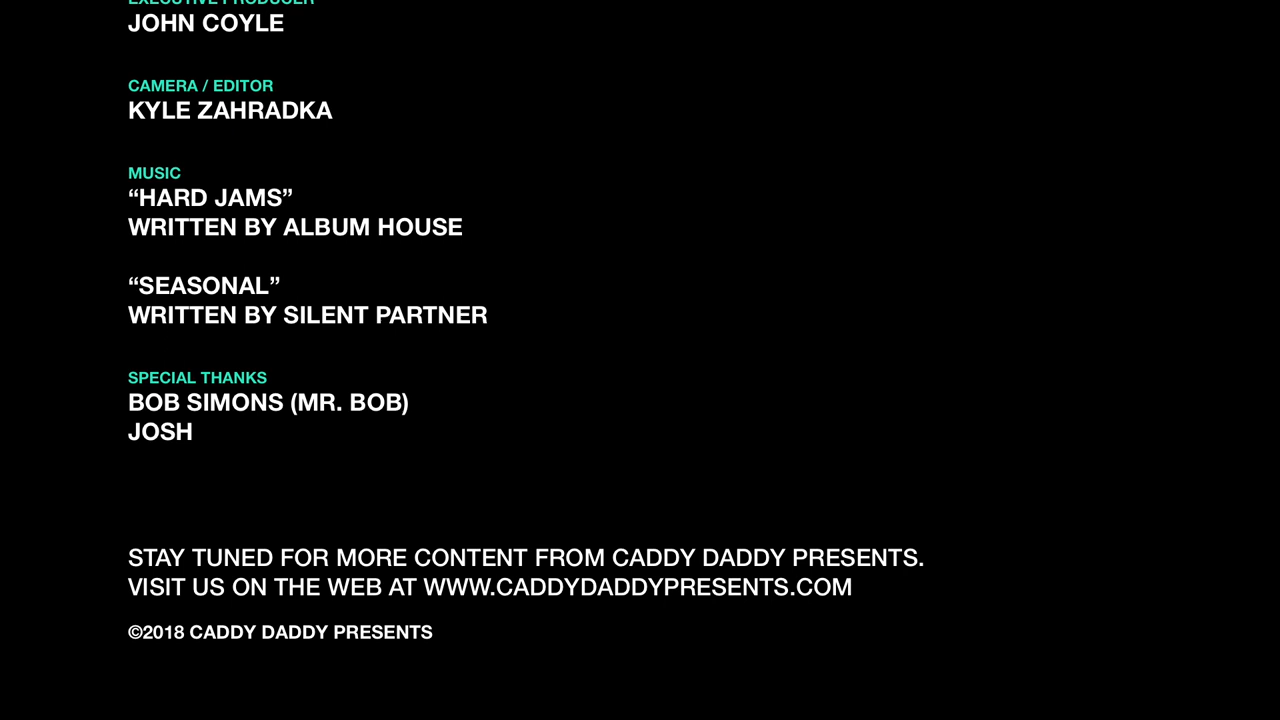 EXECUTIVE PRODUCER
JOHN COYLE
CAMERA / EDITOR
KYLE ZAHRADKA
MUSIC
“HARD JAMS”
WRITTEN BY ALBUM HOUSE
“SEASONAL”
WRITTEN BY SILENT PARTNER
SPECIAL THANKS
BOB SIMONS (MR. BOB)
JOSH
STAY TUNED FOR MORE CONTENT FROM CADDY DADDY PRESENTS.
VISIT US ON THE WEB AT WWW.CADDYDADDYPRESENTS.COM
©2018 CADDY DADDY PRESENTS